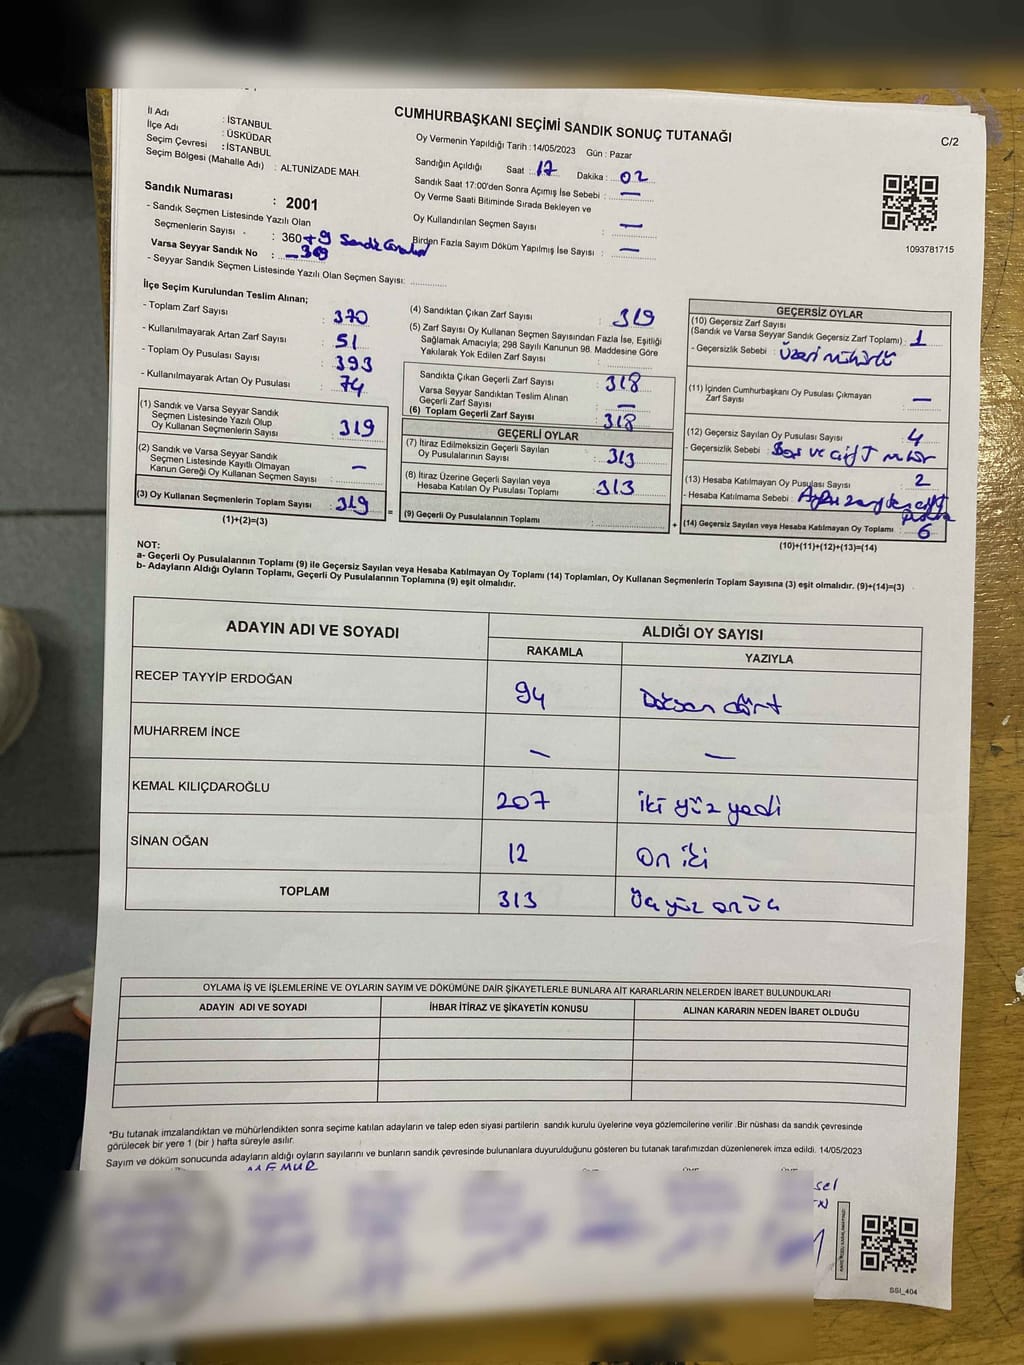 CUMHURBAŞKANI SEÇİMİ SANDIK SONUÇ TUTANAĞI
C/2
İl Adı : İSTANBUL
İlçe Adı : ÜSKÜDAR
Seçim Çevresi : İSTANBUL
Seçim Bölgesi (Mahalle Adı) : ALTUNİZADE MAH.
Sandık Numarası : 2001
- Sandık Seçmen Listesinde Yazılı Olan
Seçmenlerin Sayısı : 360+9 Sandık
Varsa Seyyar Sandık No : 369
- Seyyar Sandık Seçmen Listesinde Yazılı Olan Seçmen Sayısı:
Oy Vermenin Yapıldığı Tarih : 14/05/2023 Gün : Pazar
Sandığın Açıldığı Saat : 17 Dakika : 02
Sandık Saat 17:00'den Sonra Açımış İse Sebebi : —
Oy Verme Saati Bitiminde Sırada Bekleyen ve
Oy Kullandırılan Seçmen Sayısı : —
Birden Fazla Sayım Döküm Yapılmış İse Sayısı : —
1093781715
İlçe Seçim Kurulundan Teslim Alınan;
- Toplam Zarf Sayısı : 370
- Kullanılmayarak Artan Zarf Sayısı : 51
- Toplam Oy Pusulası Sayısı : 393
- Kullanılmayarak Artan Oy Pusulası : 74
(1) Sandık ve Varsa Seyyar Sandık
Seçmen Listesinde Yazılı Olup
Oy Kullanan Seçmenlerin Sayısı : 319
(2) Sandık ve Varsa Seyyar Sandık
Seçmen Listesinde Kayıtlı Olmayan
Kanun Gereği Oy Kullanan Seçmen Sayısı : —
(3) Oy Kullanan Seçmenlerin Toplam Sayısı : 319
(1)+(2)=(3)
=
(4) Sandıktan Çıkan Zarf Sayısı : 319
(5) Zarf Sayısı Oy Kullanan Seçmen Sayısından Fazla İse, Eşitliği
Sağlamak Amacıyla; 298 Sayılı Kanunun 98. Maddesine Göre
Yakılarak Yok Edilen Zarf Sayısı :
Sandıkta Çıkan Geçerli Zarf Sayısı : 318
Varsa Seyyar Sandıktan Teslim Alınan
Geçerli Zarf Sayısı : —
(6) Toplam Geçerli Zarf Sayısı : 318
GEÇERLİ OYLAR
(7) İtiraz Edilmeksizin Geçerli Sayılan
Oy Pusulalarının Sayısı : 313
(8) İtiraz Üzerine Geçerli Sayılan veya
Hesaba Katılan Oy Pusulası Toplamı : 313
(9) Geçerli Oy Pusulalarının Toplamı :
+
GEÇERSİZ OYLAR
(10) Geçersiz Zarf Sayısı
(Sandık ve Varsa Seyyar Sandık Geçersiz Zarf Toplamı) : 1
- Geçersizlik Sebebi : Üzeri mühürlü
(11) İçinden Cumhurbaşkanı Oy Pusulası Çıkmayan
Zarf Sayısı : —
(12) Geçersiz Sayılan Oy Pusulası Sayısı : 4
- Geçersizlik Sebebi : Boş ve çift mühür
(13) Hesaba Katılmayan Oy Pusulası Sayısı : 2
- Hesaba Katılmama Sebebi :
(14) Geçersiz Sayılan veya Hesaba Katılmayan Oy Toplamı : 6
(10)+(11)+(12)+(13)=(14)
NOT:
a- Geçerli Oy Pusulalarının Toplamı (9) ile Geçersiz Sayılan veya Hesaba Katılmayan Oy Toplamı (14) Toplamları, Oy Kullanan Seçmenlerin Toplam Sayısına (3) eşit olmalıdır. (9)+(14)=(3)
b- Adayların Aldığı Oyların Toplamı, Geçerli Oy Pusulalarının Toplamına (9) eşit olmalıdır.
ADAYIN ADI VE SOYADI ALDIĞI OY SAYISI
RAKAMLA YAZIYLA
RECEP TAYYİP ERDOĞAN 94 Doksan dört
MUHARREM İNCE — —
KEMAL KILIÇDAROĞLU 207 iki yüz yedi
SİNAN OĞAN 12 On iki
TOPLAM 313 Üç yüz on üç
OYLAMA İŞ VE İŞLEMLERİNE VE OYLARIN SAYIM VE DÖKÜMÜNE DAİR ŞİKAYETLERLE BUNLARA AİT KARARLARIN NELERDEN İBARET BULUNDUKLARI
ADAYIN ADI VE SOYADI İHBAR İTİRAZ VE ŞİKAYETİN KONUSU ALINAN KARARIN NEDEN İBARET OLDUĞU
*Bu tutanak imzalandıktan ve mühürlendikten sonra seçime katılan adayların ve talep eden siyasi partilerin sandık kurulu üyelerine veya gözlemcilerine verilir .Bir nüshası da sandık çevresinde
görülecek bir yere 1 (bir ) hafta süreyle asılır.
Sayım ve döküm sonucunda adayların aldığı oyların sayılarını ve bunların sandık çevresinde bulunanlara duyurulduğunu gösteren bu tutanak tarafımızdan düzenlenerek imza edildi. 14/05/2023
MEMUR
SSI_404